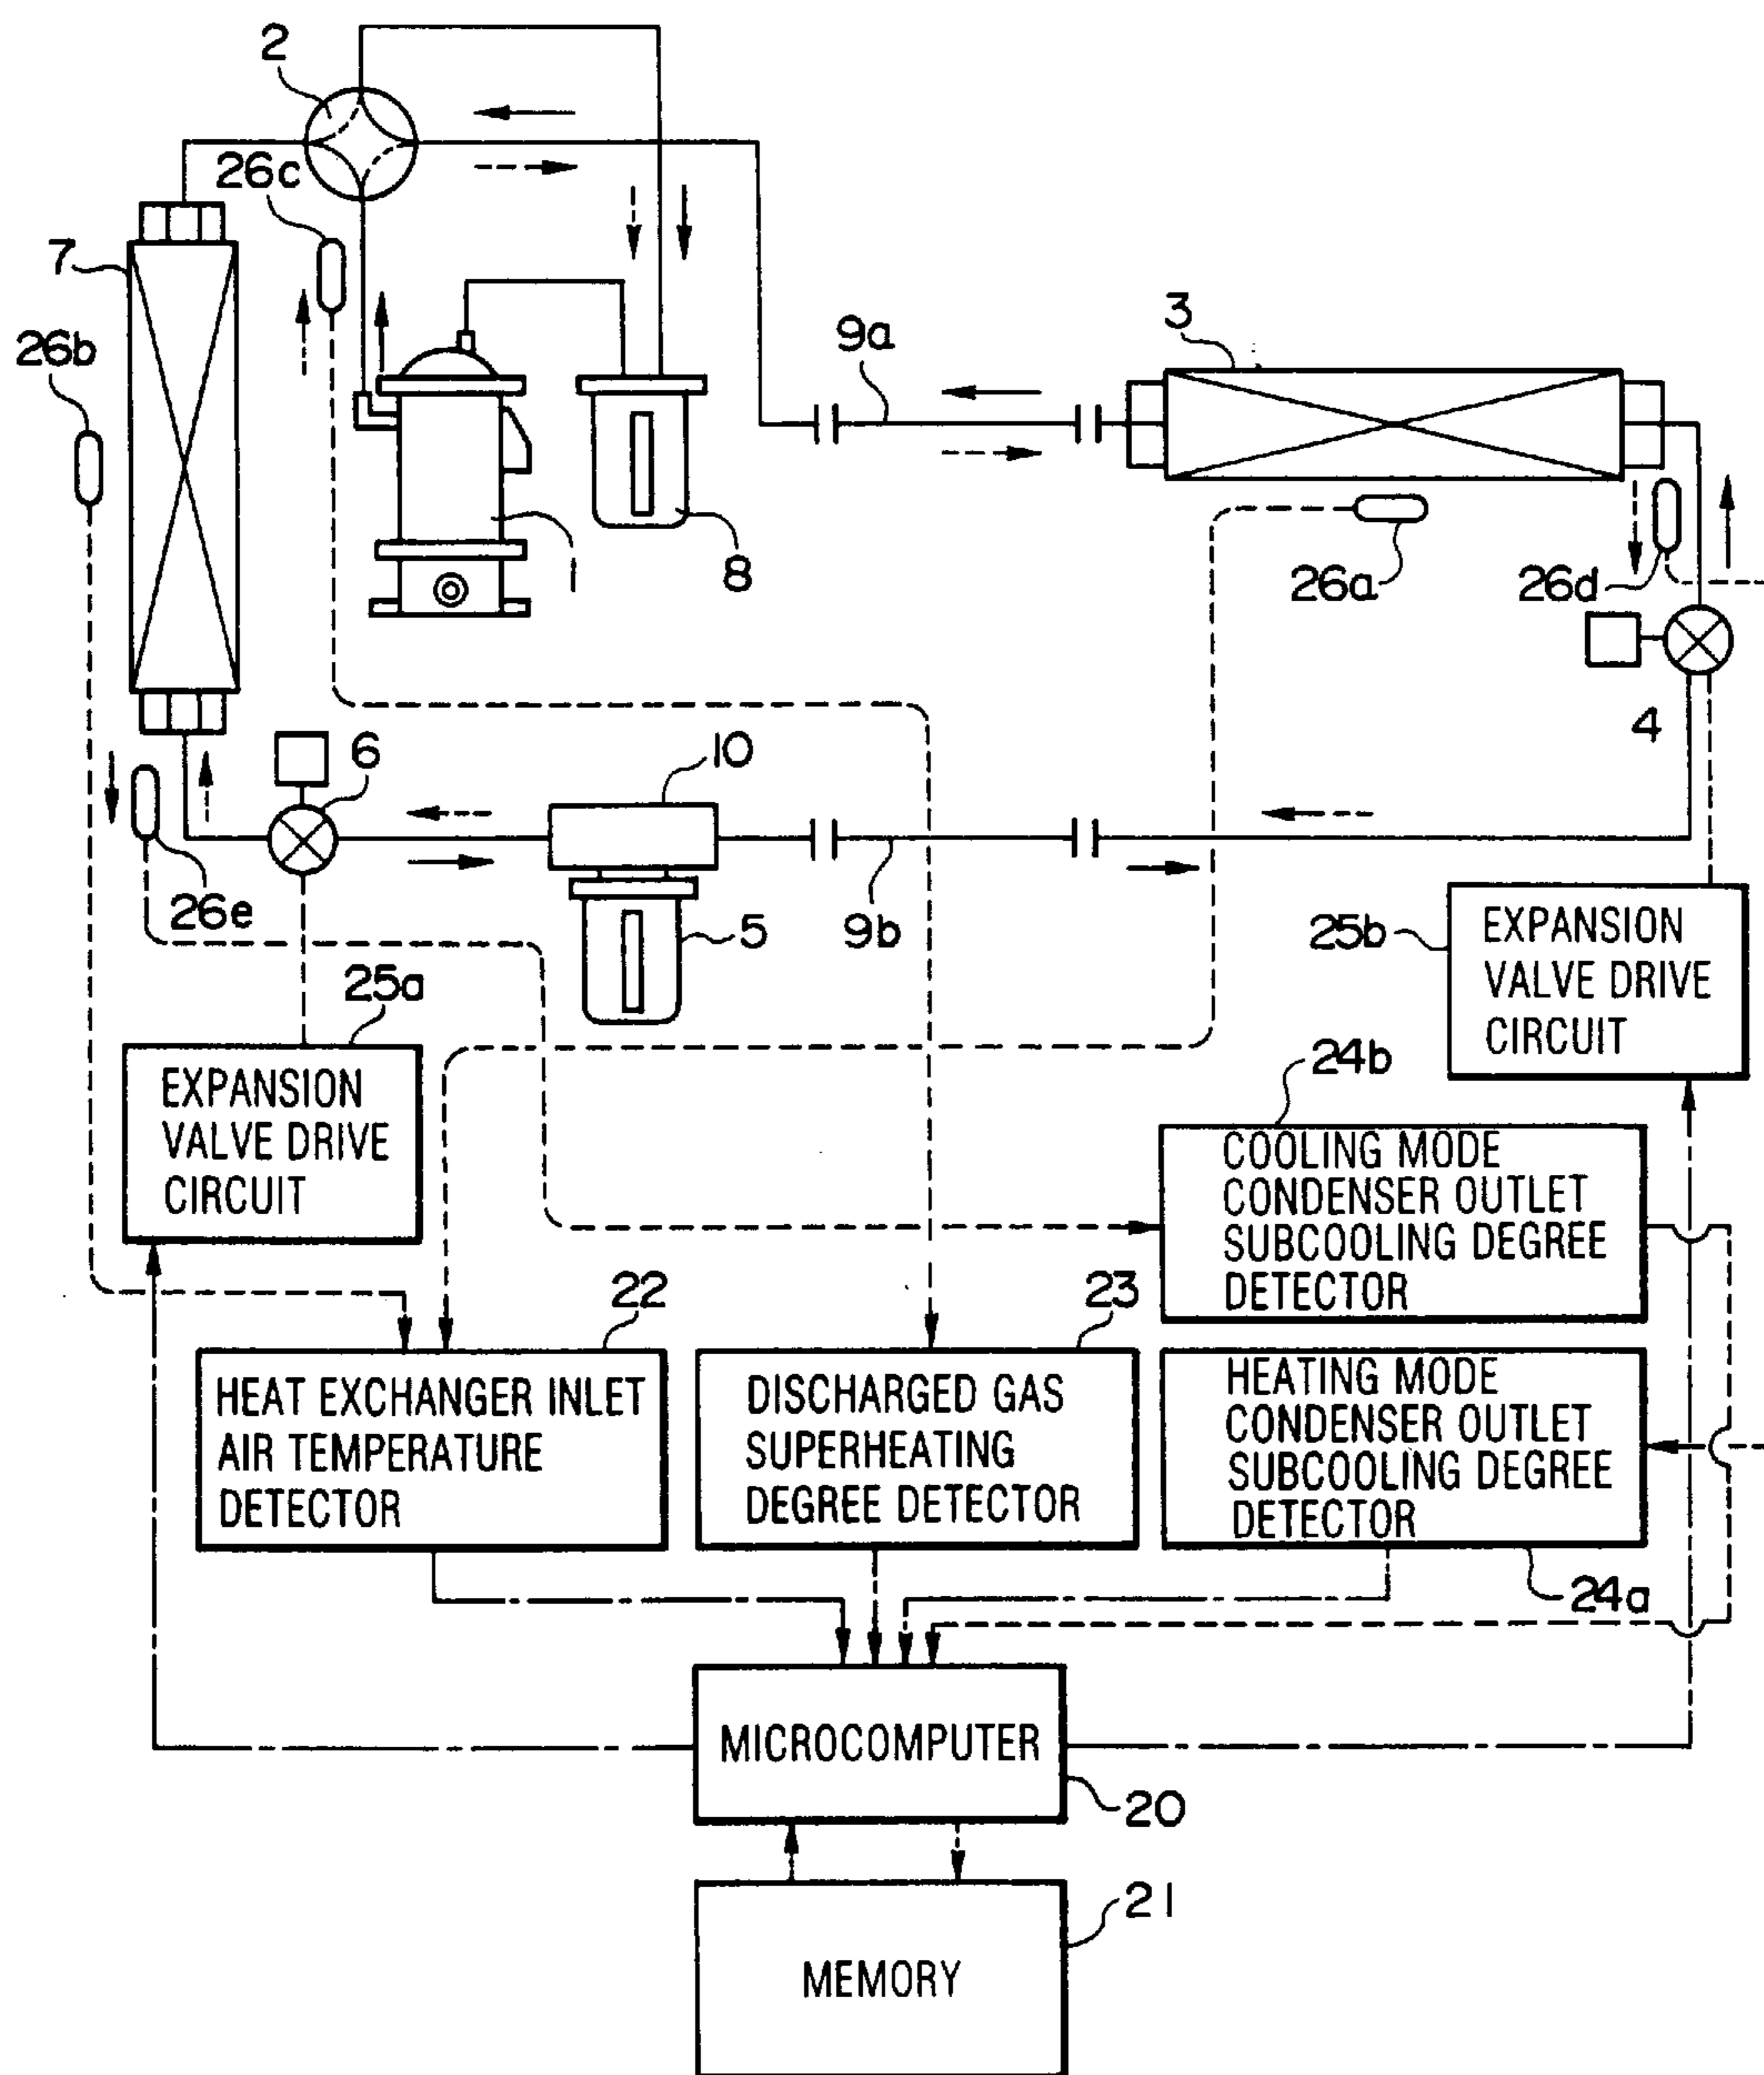 2
26c
7
26b
9a
3
1
8
26a
26d
4
6
10
26e
5
9b
25b
EXPANSION
VALVE DRIVE
CIRCUIT
25a
EXPANSION
VALVE DRIVE
CIRCUIT
24b
COOLING MODE
CONDENSER OUTLET
SUBCOOLING DEGREE
DETECTOR
22
HEAT EXCHANGER INLET
AIR TEMPERATURE
DETECTOR
23
DISCHARGED GAS
SUPERHEATING
DEGREE DETECTOR
HEATING MODE
CONDENSER OUTLET
SUBCOOLING DEGREE
DETECTOR
24a
MICROCOMPUTER
20
21
MEMORY